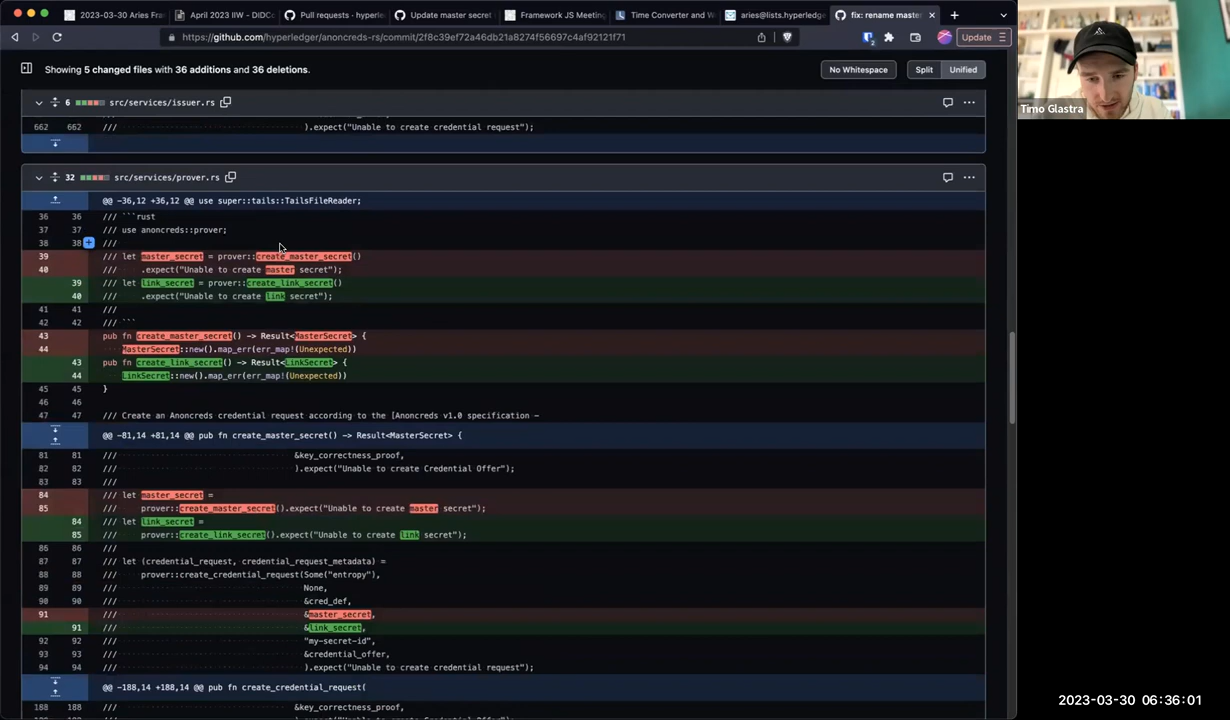 2023-03-30 Aries Fram
April 2023 IIW - DIDCo
Pull requests · hyperle
Update master secret
Framework JS Meeting
Time Converter and W
aries@lists.hyperledge
fix: rename master
https://github.com/hyperledger/anoncreds-rs/commit/2f8c39ef72a46db21a8274f56697c4af92121f71
2
Update
Showing 5 changed files with 36 additions and 36 deletions.
No Whitespace
Split
Unified
Timo Glastra
6 src/services/issuer.rs
662 662 /// ).expect("Unable to create credential request");
32 src/services/prover.rs
@@ -36,12 +36,12 @@ use super::tails::TailsFileReader;
36 36 /// ```rust
37 37 /// use anoncreds::prover;
38 38 ///
39 /// let master_secret = prover::create_master_secret()
40 /// .expect("Unable to create master secret");
39 /// let link_secret = prover::create_link_secret()
40 /// .expect("Unable to create link secret");
41 41 ///
42 42 /// ```
43 pub fn create_master_secret() -> Result<MasterSecret> {
44 MasterSecret::new().map_err(err_map!(Unexpected))
43 pub fn create_link_secret() -> Result<LinkSecret> {
44 LinkSecret::new().map_err(err_map!(Unexpected))
45 45 }
46 46
47 47 /// Create an Anoncreds credential request according to the [Anoncreds v1.0 specification -
@@ -81,14 +81,14 @@ pub fn create_master_secret() -> Result<MasterSecret> {
81 81 /// &key_correctness_proof,
82 82 /// ).expect("Unable to create Credential Offer");
83 83 ///
84 /// let master_secret =
85 /// prover::create_master_secret().expect("Unable to create master secret");
84 /// let link_secret =
85 /// prover::create_link_secret().expect("Unable to create link secret");
86 86 ///
87 87 /// let (credential_request, credential_request_metadata) =
88 88 /// prover::create_credential_request(Some("entropy"),
89 89 /// None,
90 90 /// &cred_def,
91 /// &master_secret,
91 /// &link_secret,
92 92 /// "my-secret-id",
93 93 /// &credential_offer,
94 94 /// ).expect("Unable to create credential request");
@@ -188,14 +188,14 @@ pub fn create_credential_request(
188 188 /// &key_correctness_proof,
2023-03-30 06:36:01